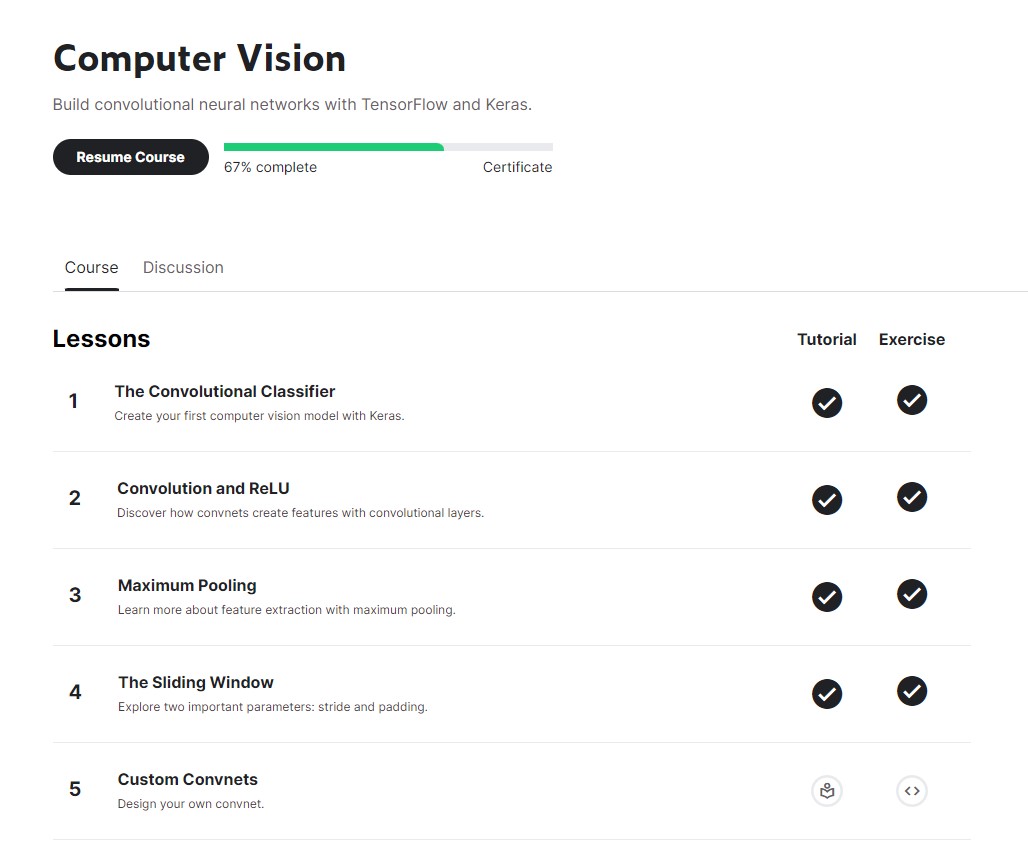 Computer Vision
Build convolutional neural networks with TensorFlow and Keras.
Resume Course
67% complete Certificate
Course Discussion
Lessons Tutorial Exercise
1 The Convolutional Classifier
Create your first computer vision model with Keras.
2 Convolution and ReLU
Discover how convnets create features with convolutional layers.
3 Maximum Pooling
Learn more about feature extraction with maximum pooling.
4 The Sliding Window
Explore two important parameters: stride and padding.
5 Custom Convnets
Design your own convnet.